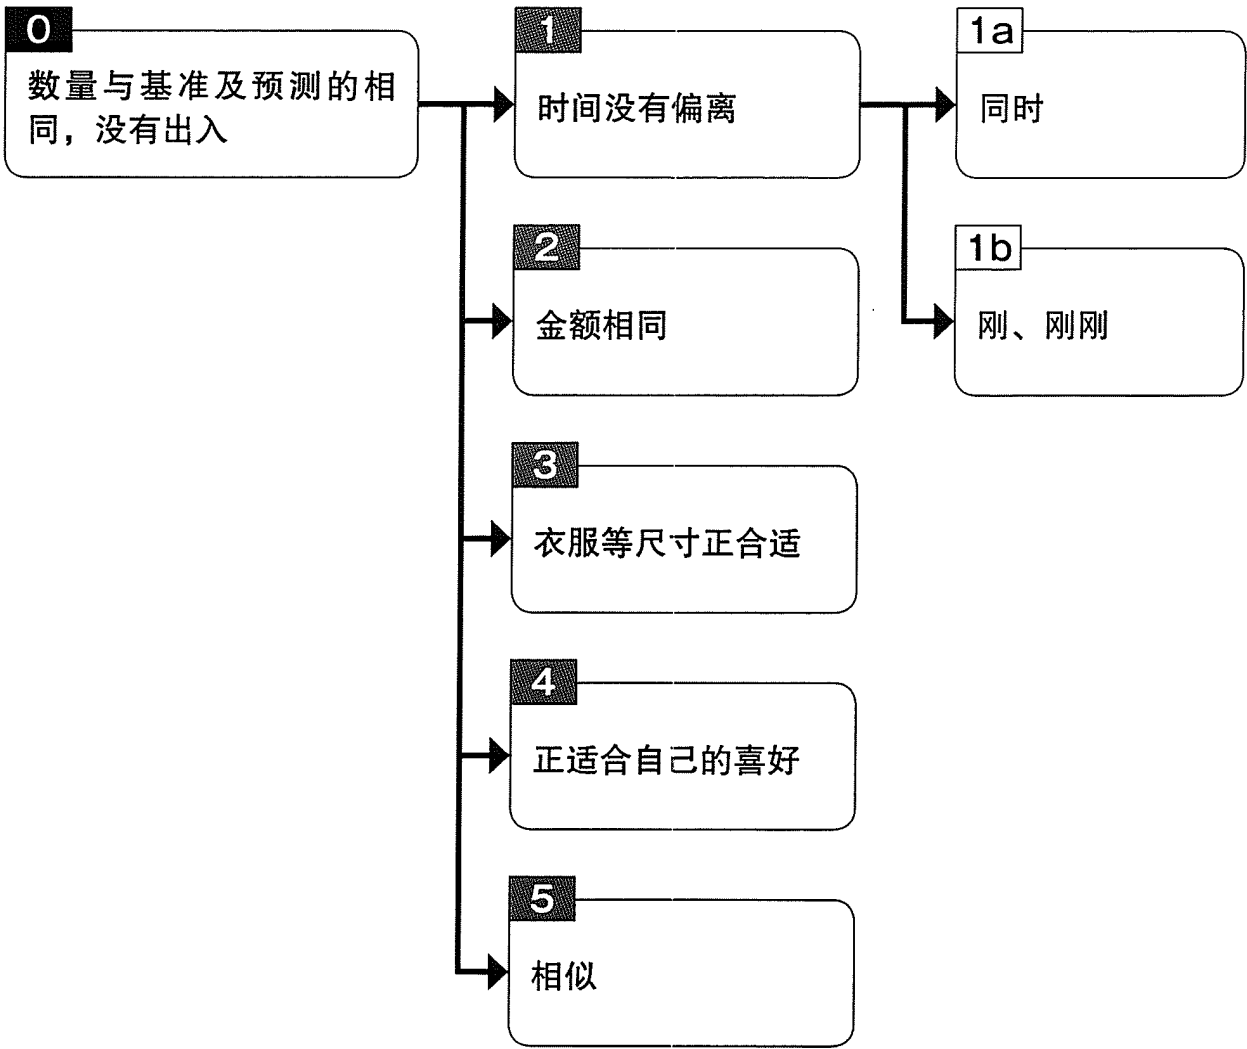 0
数量与基准及预测的相
同，没有出入
1
时间没有偏离
1a
同时
1b
刚、刚刚
2
金额相同
3
衣服等尺寸正合适
4
正适合自己的喜好
5
相似